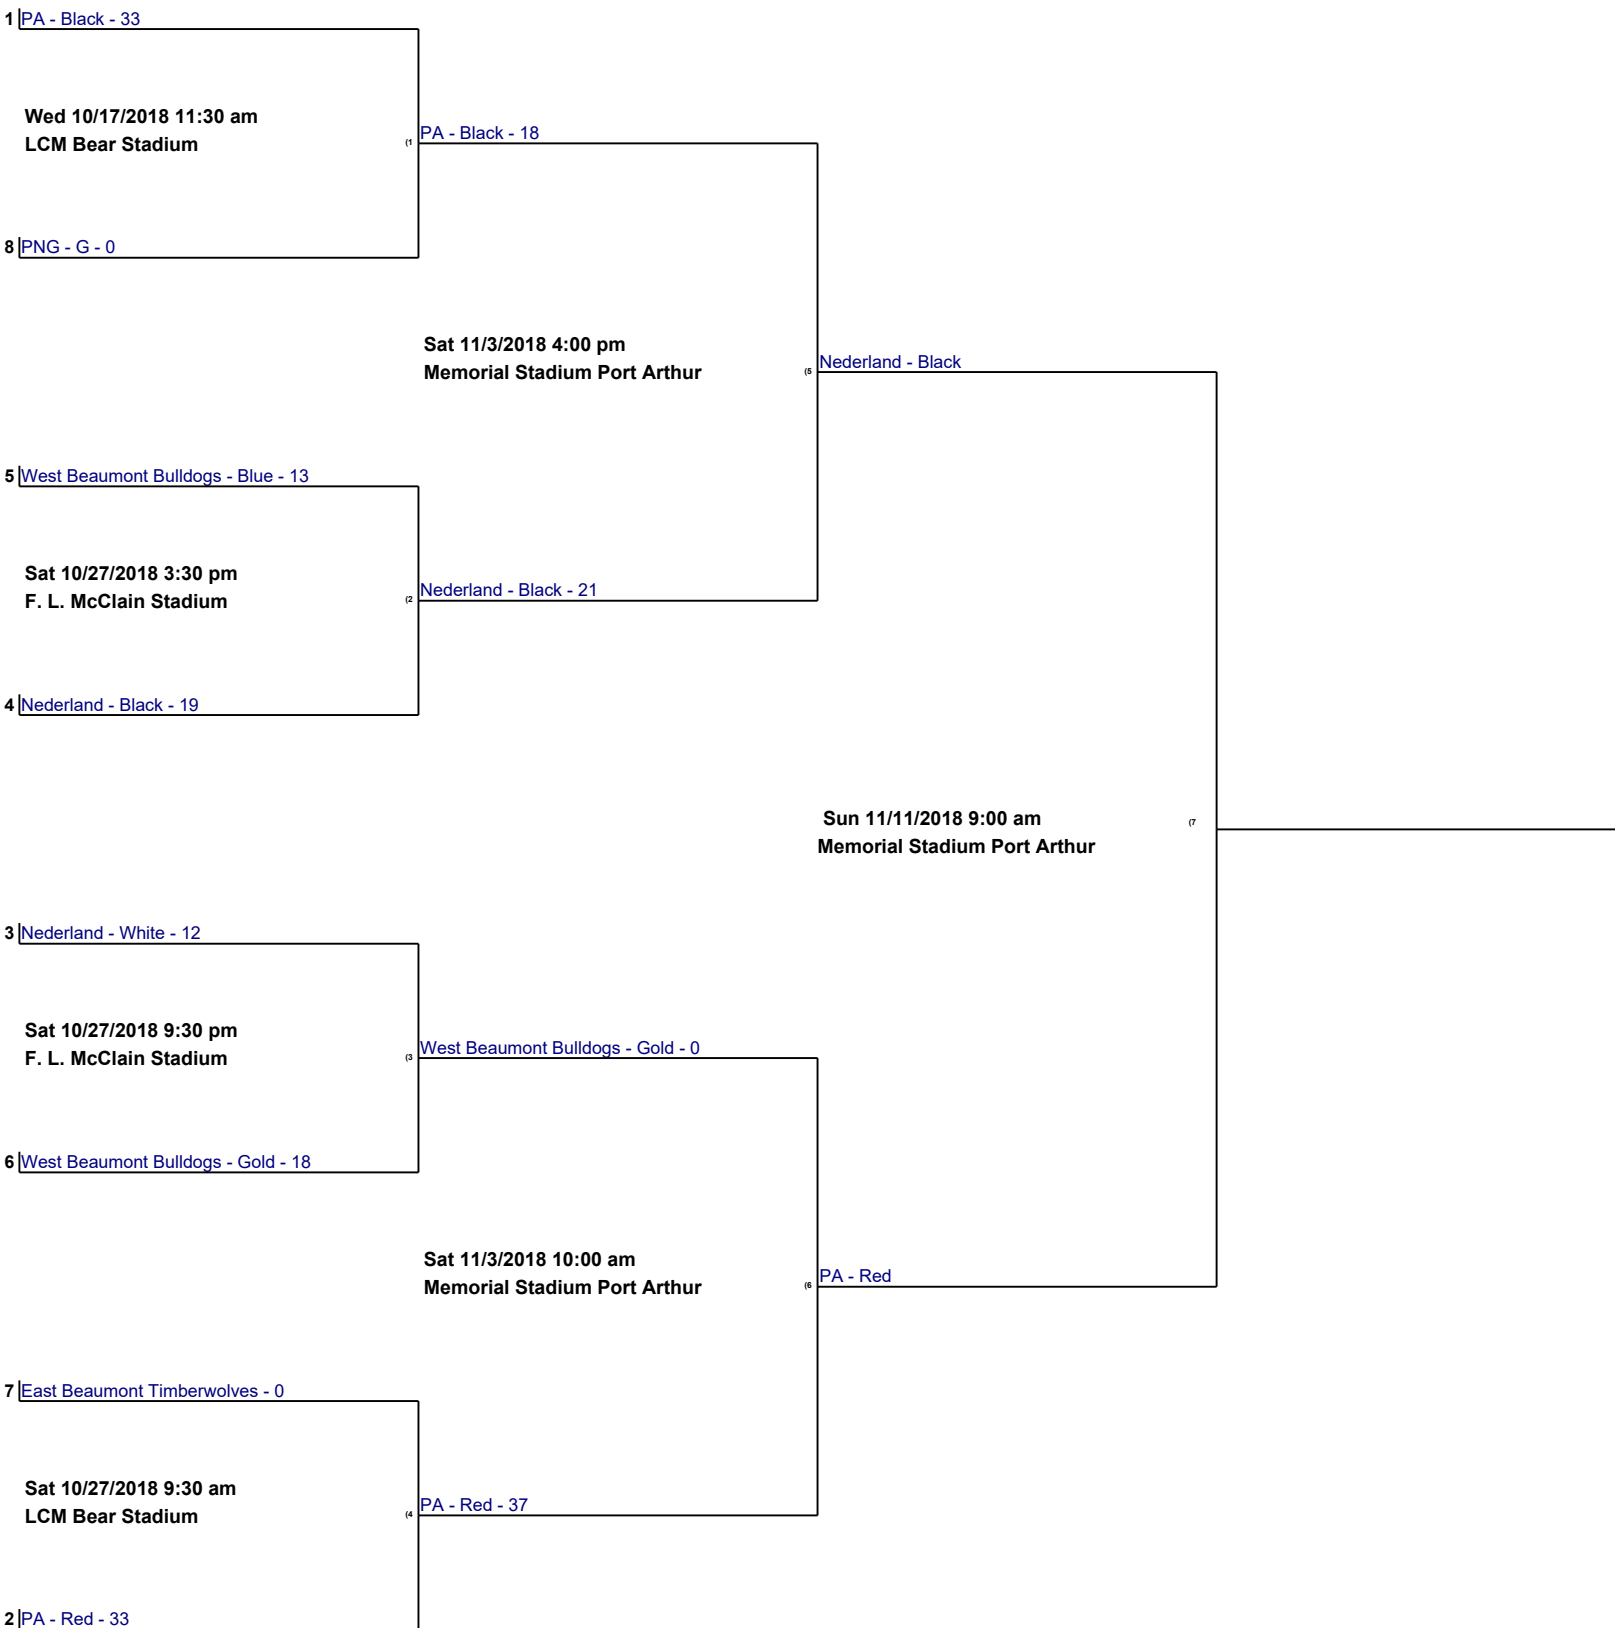 1 PA - Black - 33
Wed 10/17/2018 11:30 am
LCM Bear Stadium
(1
PA - Black - 18
8 PNG - G - 0
Sat 11/3/2018 4:00 pm
Memorial Stadium Port Arthur
(5
Nederland - Black
5 West Beaumont Bulldogs - Blue - 13
Sat 10/27/2018 3:30 pm
F. L. McClain Stadium
(2
Nederland - Black - 21
4 Nederland - Black - 19
Sun 11/11/2018 9:00 am
Memorial Stadium Port Arthur
(7
3 Nederland - White - 12
Sat 10/27/2018 9:30 pm
F. L. McClain Stadium
(3
West Beaumont Bulldogs - Gold - 0
6 West Beaumont Bulldogs - Gold - 18
Sat 11/3/2018 10:00 am
Memorial Stadium Port Arthur
(6
PA - Red
7 East Beaumont Timberwolves - 0
Sat 10/27/2018 9:30 am
LCM Bear Stadium
(4
PA - Red - 37
2 PA - Red - 33